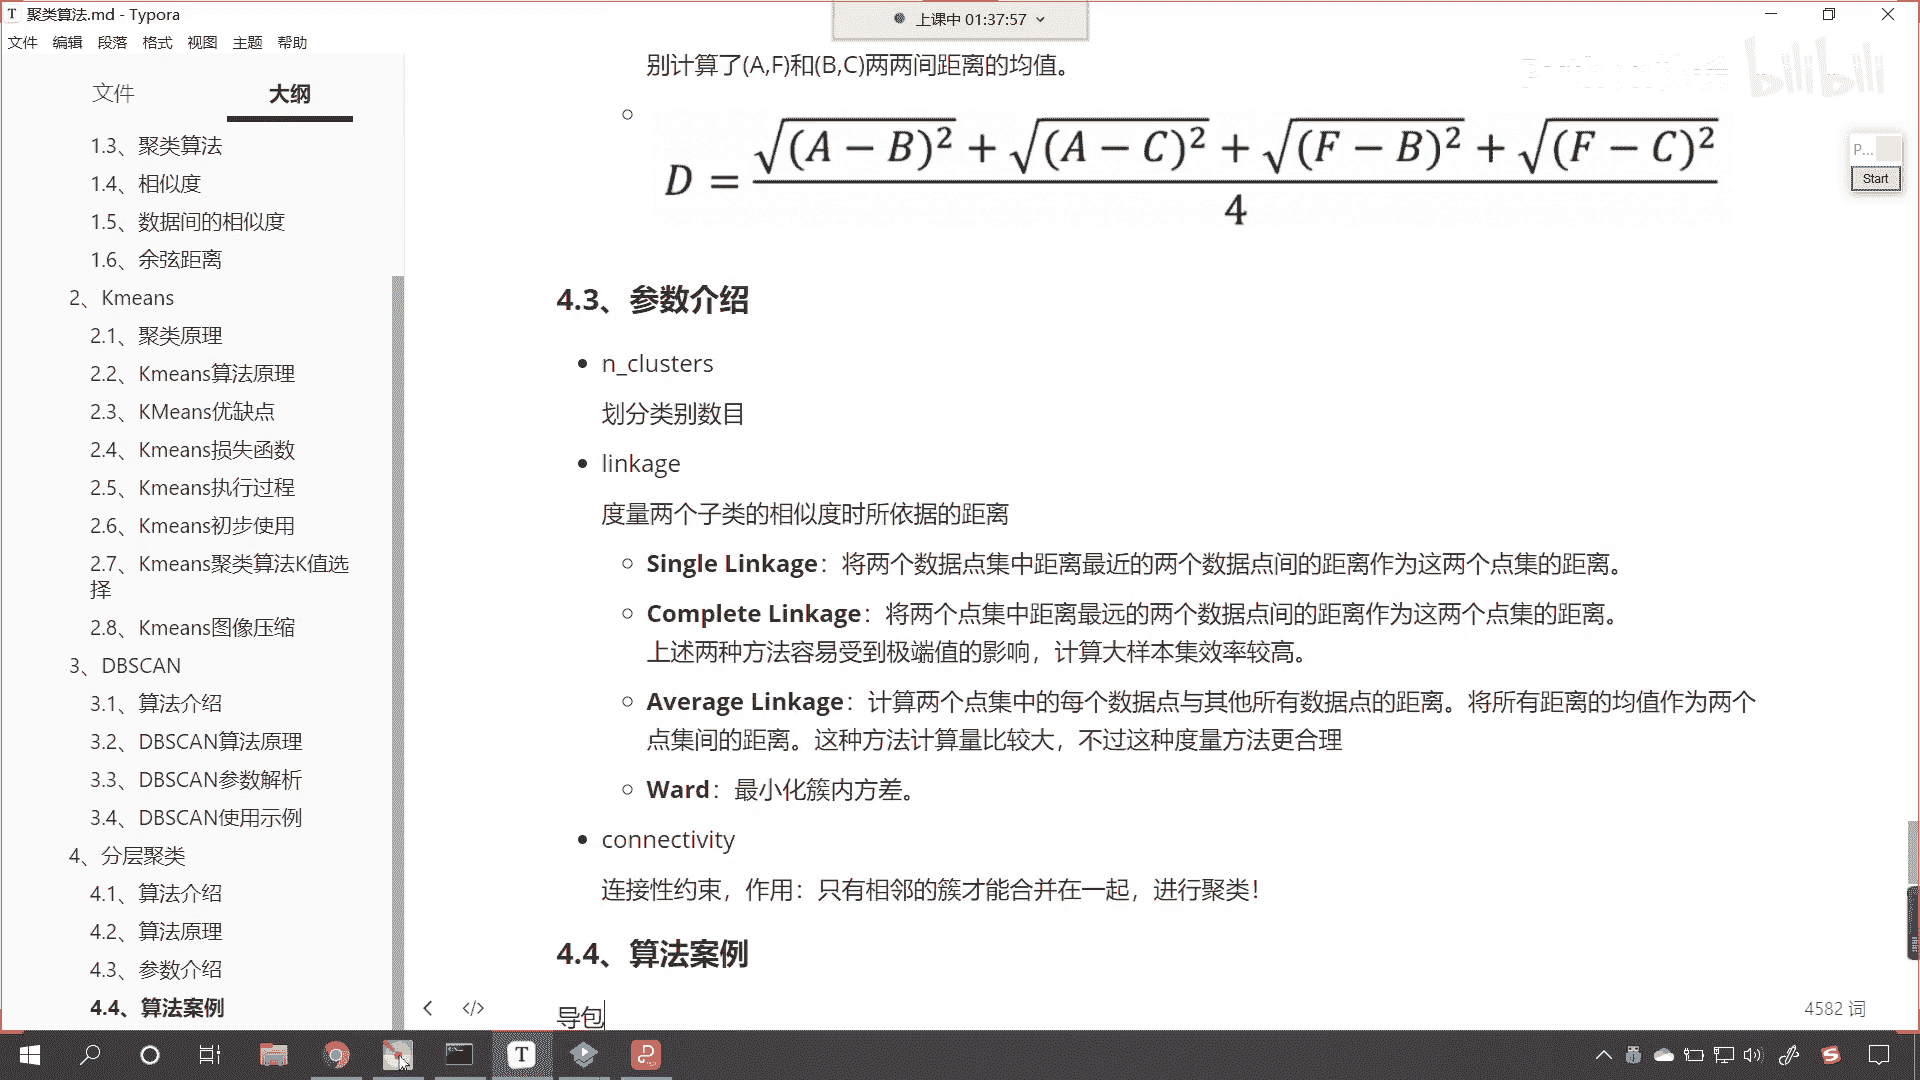 聚类算法.md - Typora
上课中 01:37:57
文件 编辑 段落 格式 视图 主题 帮助
文件 大纲
1.3、聚类算法
1.4、相似度
1.5、数据间的相似度
1.6、余弦距离
2、Kmeans
2.1、聚类原理
2.2、Kmeans算法原理
2.3、KMeans优缺点
2.4、Kmeans损失函数
2.5、Kmeans执行过程
2.6、Kmeans初步使用
2.7、Kmeans聚类算法K值选
择
2.8、Kmeans图像压缩
3、DBSCAN
3.1、算法介绍
3.2、DBSCAN算法原理
3.3、DBSCAN参数解析
3.4、DBSCAN使用示例
4、分层聚类
4.1、算法介绍
4.2、算法原理
4.3、参数介绍
4.4、算法案例
别计算了(A,F)和(B,C)两两间距离的均值。
D = (√(A − B)² + √(A − C)² + √(F − B)² + √(F − C)²) / 4
4.3、参数介绍
• n_clusters
划分类别数目
• linkage
度量两个子类的相似度时所依据的距离
○ Single Linkage：将两个数据点集中距离最近的两个数据点间的距离作为这两个点集的距离。
○ Complete Linkage：将两个点集中距离最远的两个数据点间的距离作为这两个点集的距离。
上述两种方法容易受到极端值的影响，计算大样本集效率较高。
○ Average Linkage：计算两个点集中的每个数据点与其他所有数据点的距离。将所有距离的均值作为两个
点集间的距离。这种方法计算量比较大，不过这种度量方法更合理
○ Ward：最小化簇内方差。
• connectivity
连接性约束，作用：只有相邻的簇才能合并在一起，进行聚类！
4.4、算法案例
导包
4582 词
bilibili
P...
Start